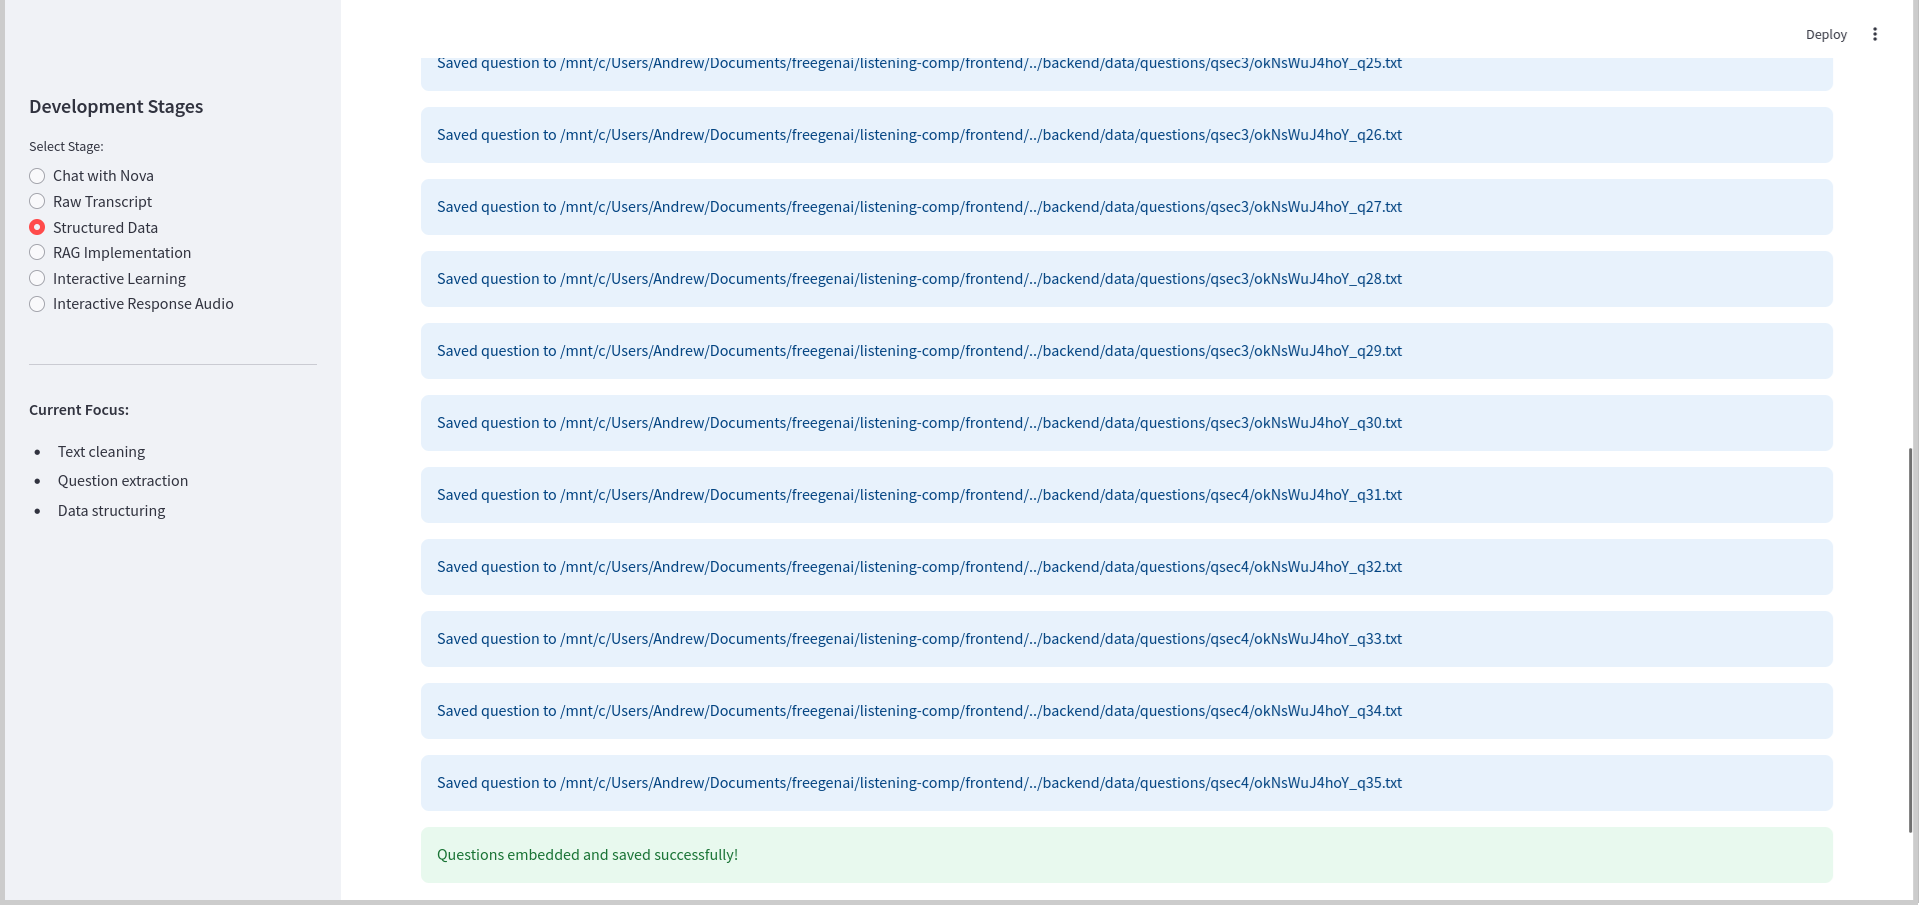 Deploy
Development Stages
Select Stage:
Chat with Nova
Raw Transcript
Structured Data
RAG Implementation
Interactive Learning
Interactive Response Audio
Current Focus:
Text cleaning
Question extraction
Data structuring
Saved question to /mnt/c/Users/Andrew/Documents/freegenai/listening-comp/frontend/../backend/data/questions/qsec3/okNsWuJ4hoY_q25.txt
Saved question to /mnt/c/Users/Andrew/Documents/freegenai/listening-comp/frontend/../backend/data/questions/qsec3/okNsWuJ4hoY_q26.txt
Saved question to /mnt/c/Users/Andrew/Documents/freegenai/listening-comp/frontend/../backend/data/questions/qsec3/okNsWuJ4hoY_q27.txt
Saved question to /mnt/c/Users/Andrew/Documents/freegenai/listening-comp/frontend/../backend/data/questions/qsec3/okNsWuJ4hoY_q28.txt
Saved question to /mnt/c/Users/Andrew/Documents/freegenai/listening-comp/frontend/../backend/data/questions/qsec3/okNsWuJ4hoY_q29.txt
Saved question to /mnt/c/Users/Andrew/Documents/freegenai/listening-comp/frontend/../backend/data/questions/qsec3/okNsWuJ4hoY_q30.txt
Saved question to /mnt/c/Users/Andrew/Documents/freegenai/listening-comp/frontend/../backend/data/questions/qsec4/okNsWuJ4hoY_q31.txt
Saved question to /mnt/c/Users/Andrew/Documents/freegenai/listening-comp/frontend/../backend/data/questions/qsec4/okNsWuJ4hoY_q32.txt
Saved question to /mnt/c/Users/Andrew/Documents/freegenai/listening-comp/frontend/../backend/data/questions/qsec4/okNsWuJ4hoY_q33.txt
Saved question to /mnt/c/Users/Andrew/Documents/freegenai/listening-comp/frontend/../backend/data/questions/qsec4/okNsWuJ4hoY_q34.txt
Saved question to /mnt/c/Users/Andrew/Documents/freegenai/listening-comp/frontend/../backend/data/questions/qsec4/okNsWuJ4hoY_q35.txt
Questions embedded and saved successfully!